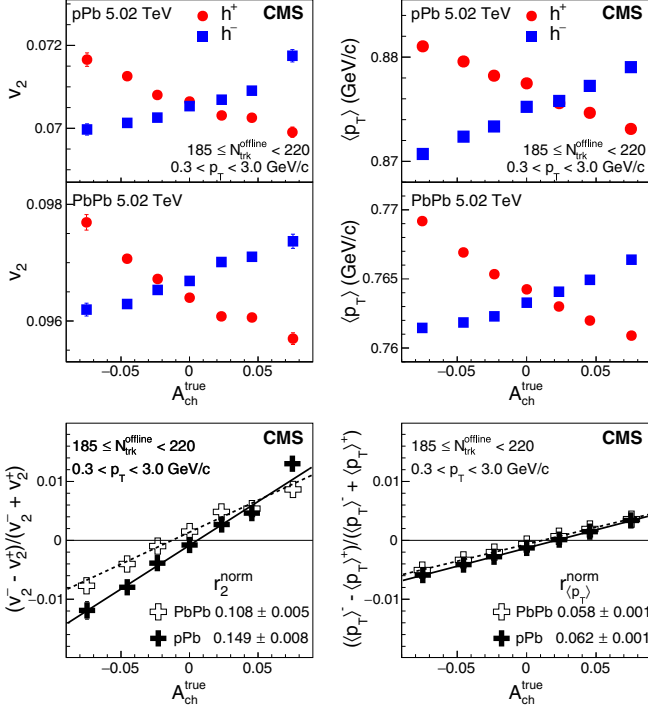 pPb 5.02 TeV
h⁺
h⁻
CMS
v₂
0.072
0.07
185 ≤ N_trk^offline < 220
0.3 < p_T < 3.0 GeV/c
PbPb 5.02 TeV
v₂
0.098
0.096
−0.05 0 0.05
A_ch^true
pPb 5.02 TeV
h⁺
h⁻
CMS
⟨p_T⟩ (GeV/c)
0.88
0.87
185 ≤ N_trk^offline < 220
0.3 < p_T < 3.0 GeV/c
PbPb 5.02 TeV
⟨p_T⟩ (GeV/c)
0.77
0.765
0.76
−0.05 0 0.05
A_ch^true
185 ≤ N_trk^offline < 220
CMS
0.3 < p_T < 3.0 GeV/c
(v₂⁻ - v₂⁺)/(v₂⁻ + v₂⁺)
0.01
0
−0.01
r₂^norm
PbPb 0.108 ± 0.005
pPb 0.149 ± 0.008
−0.05 0 0.05
A_ch^true
185 ≤ N_trk^offline < 220
CMS
0.3 < p_T < 3.0 GeV/c
(⟨p_T⟩⁻ - ⟨p_T⟩⁺)/(⟨p_T⟩⁻ + ⟨p_T⟩⁺)
0.01
0
−0.01
r_⟨p_T⟩^norm
PbPb 0.058 ± 0.001
pPb 0.062 ± 0.001
−0.05 0 0.05
A_ch^true